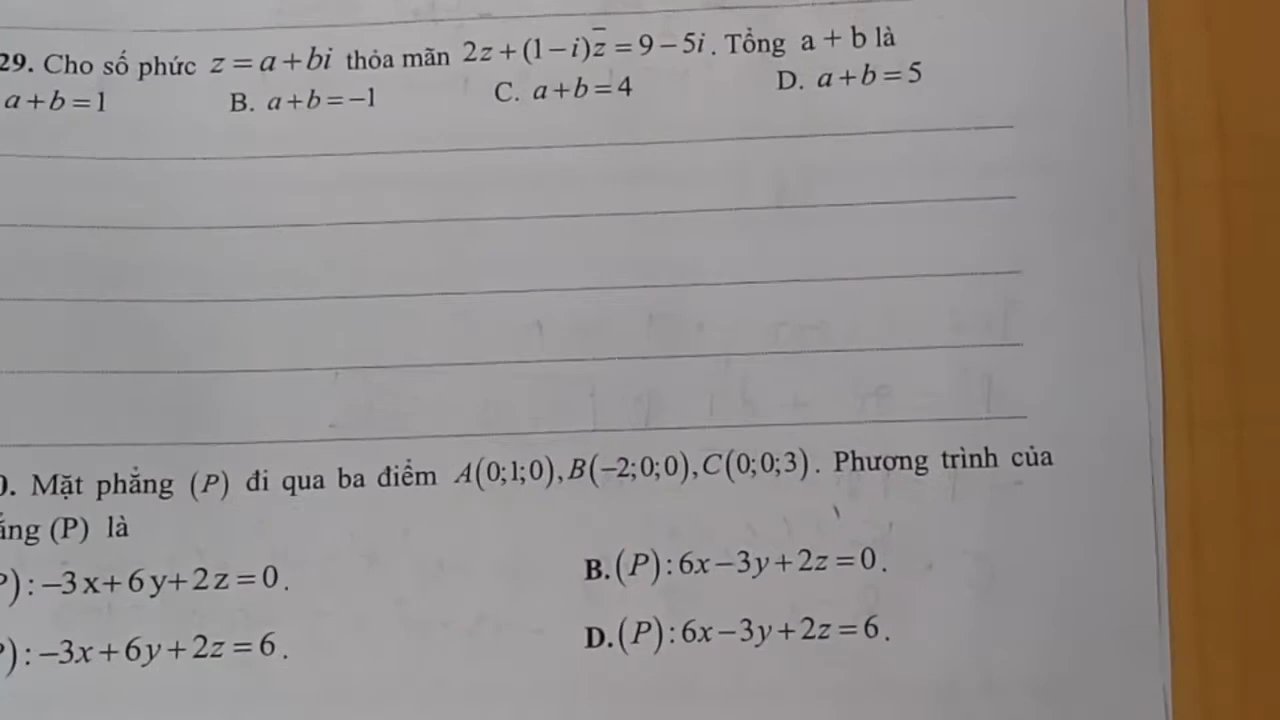 29. Cho số phức z = a + bi thỏa mãn 2z + (1 − i)z̅ = 9 − 5i. Tổng a + b là
a + b = 1 B. a + b = −1 C. a + b = 4 D. a + b = 5
0. Mặt phẳng (P) đi qua ba điểm A(0;1;0), B(−2;0;0), C(0;0;3). Phương trình của
ẳng (P) là
P): −3x + 6y + 2z = 0. B. (P): 6x − 3y + 2z = 0.
P): −3x + 6y + 2z = 6. D. (P): 6x − 3y + 2z = 6.